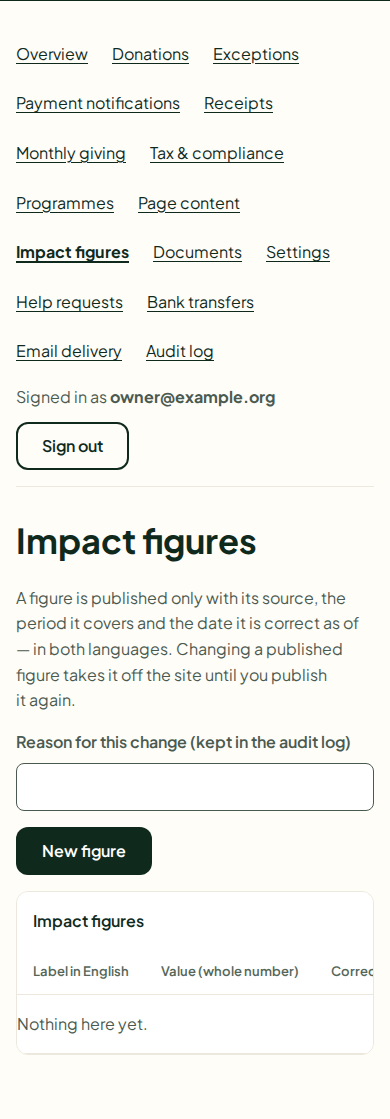 Overview Donations Exceptions
Payment notifications Receipts
Monthly giving Tax & compliance
Programmes Page content
Impact figures Documents Settings
Help requests Bank transfers
Email delivery Audit log
Signed in as owner@example.org
Sign out
Impact figures
A figure is published only with its source, the
period it covers and the date it is correct as of
— in both languages. Changing a published
figure takes it off the site until you publish
it again.
Reason for this change (kept in the audit log)
New figure
Impact figures
Label in English Value (whole number)
Nothing here yet.